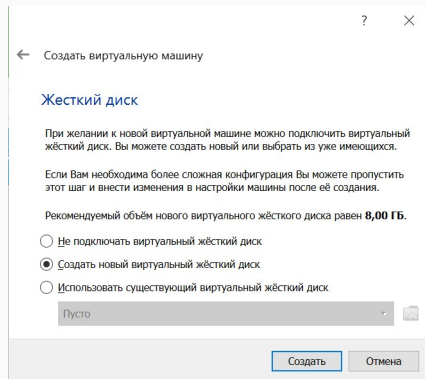 ?
Создать виртуальную машину
Жесткий диск
При желании к новой виртуальной машине можно подключить виртуальный
жёсткий диск. Вы можете создать новый или выбрать из уже имеющихся.
Если Вам необходима более сложная конфигурация Вы можете пропустить
этот шаг и внести изменения в настройки машины после её создания.
Рекомендуемый объём нового виртуального жёсткого диска равен 8,00 ГБ.
Не подключать виртуальный жёсткий диск
Создать новый виртуальный жёсткий диск
Использовать существующий виртуальный жёсткий диск
Пусто
Создать Отмена